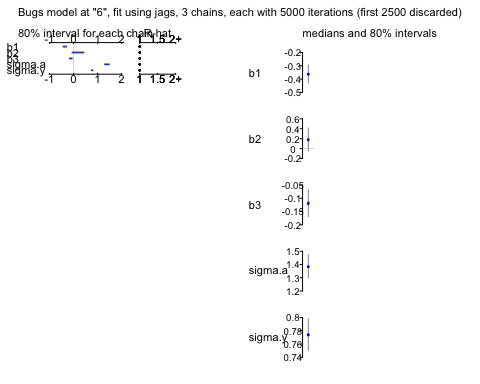 Bugs model at "6", fit using jags, 3 chains, each with 5000 iterations (first 2500 discarded)
80% interval for each chain R-hat
medians and 80% intervals
-1 0 1 2 1 1.5 2+
b1
b2
b3
sigma.a
sigma.y
-1 0 1 2 1 1.5 2+
b1
-0.2
-0.3
-0.4
-0.5
b2
0.6
0.4
0.2
0
-0.2
b3
-0.05
-0.1
-0.15
-0.2
sigma.a
1.5
1.4
1.3
1.2
sigma.y
0.8
0.78
0.76
0.74